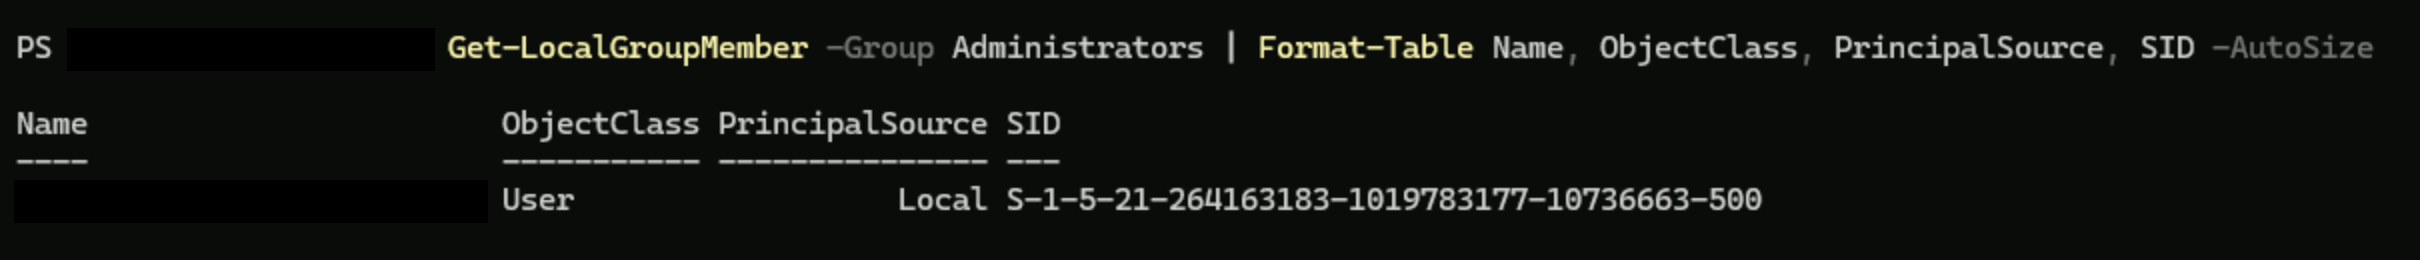 PS Get-LocalGroupMember -Group Administrators | Format-Table Name, ObjectClass, PrincipalSource, SID -AutoSize
Name ObjectClass PrincipalSource SID
---- ----------- --------------- ---
User Local S-1-5-21-264163183-1019783177-10736663-500